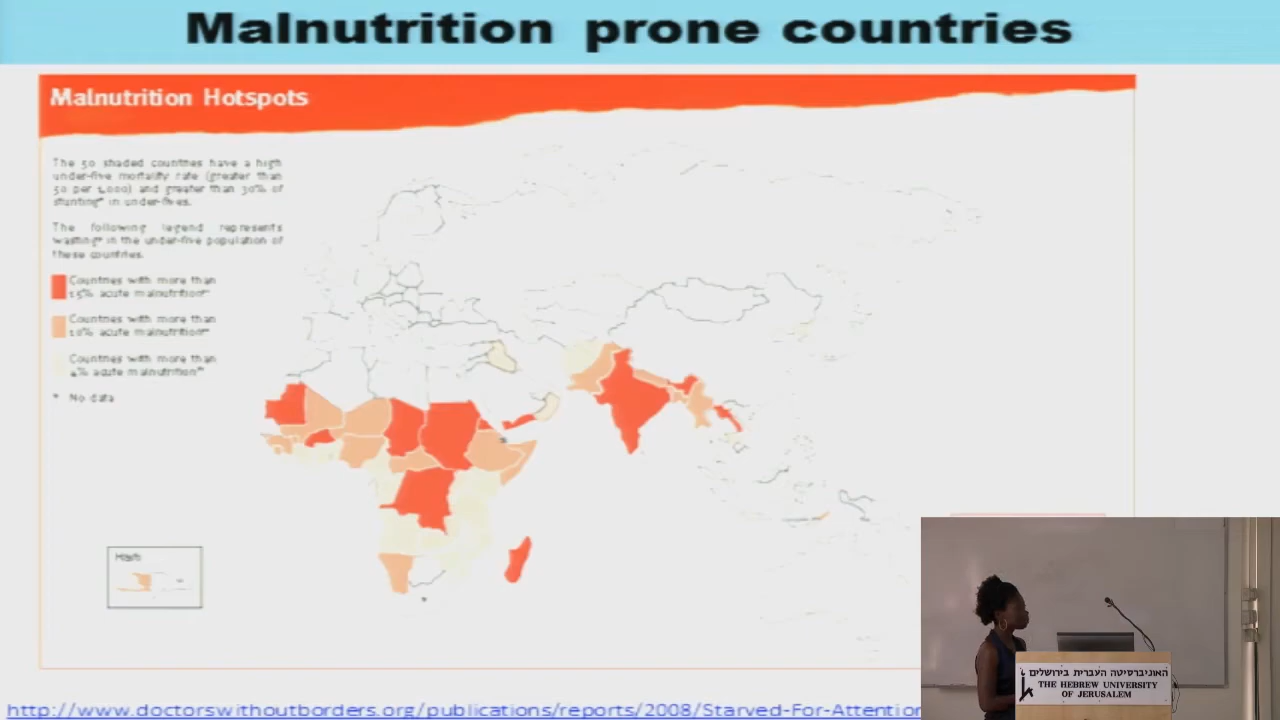 Malnutrition prone countries
Malnutrition Hotspots
The 50 shaded countries have a high
under-five mortality rate (greater than
50 per 1,000) and greater than 30% of
stunting* in under-fives.
The following legend represents
wasting* in the under-five population of
these countries.
Countries with more than
15% acute malnutrition**
Countries with more than
10% acute malnutrition**
Countries with more than
4% acute malnutrition**
* No data
Haiti
האוניברסיטה העברית בירושלים
THE HEBREW UNIVERSITY
OF JERUSALEM
http://www.doctorswithoutborders.org/publications/reports/2008/Starved-For-Attention